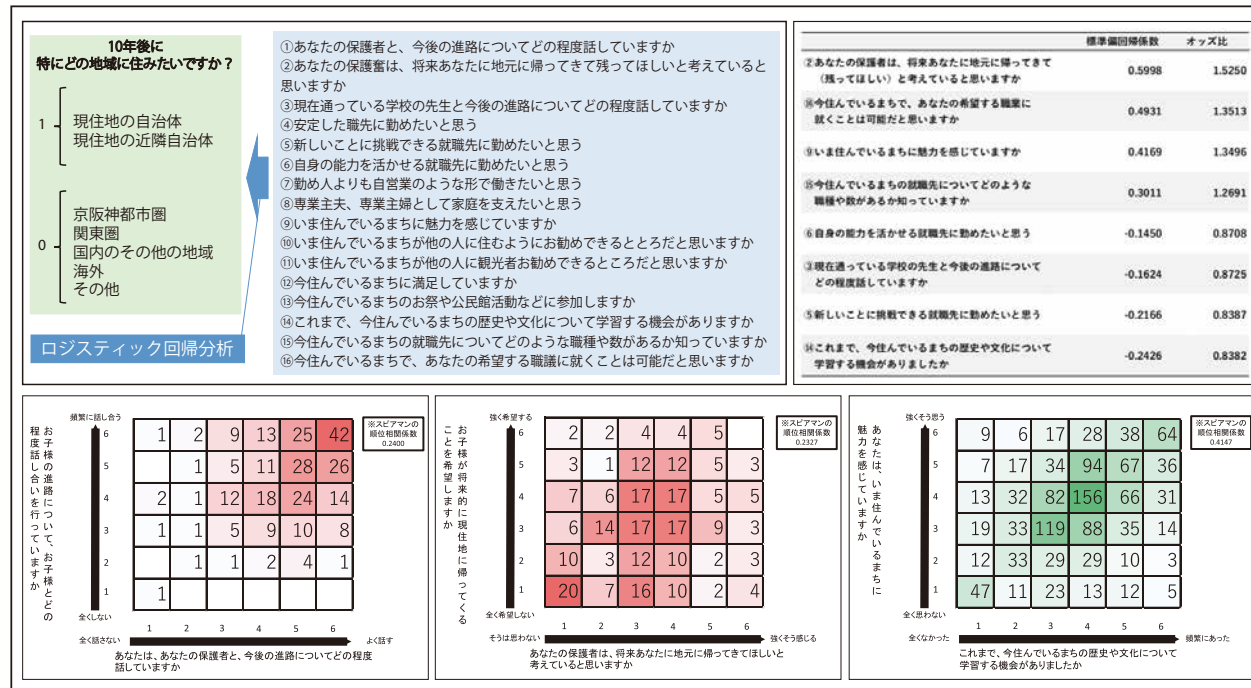 10年後に
特にどの地域に住みたいですか？
1
現住地の自治体
現住地の近隣自治体
0
京阪神都市圏
関東圏
国内のその他の地域
海外
その他
ロジスティック回帰分析
①あなたの保護者と、今後の進路についてどの程度話していますか
②あなたの保護奮は、将来あなたに地元に帰ってきて残ってほしいと考えていると
思いますか
③現在通っている学校の先生と今後の進路についてどの程度話していますか
④安定した職先に勤めたいと思う
⑤新しいことに挑戦できる就職先に勤めたいと思う
⑥自身の能力を活かせる就職先に勤めたいと思う
⑦勤め人よりも自営業のような形で働きたいと思う
⑧専業主夫、専業主婦として家庭を支えたいと思う
⑨いま住んでいるまちに魅力を感じていますか
⑩いま住んでいるまちが他の人に住むようにお勧めできるととろだと思いますか
⑪いま住んでいるまちが他の人に観光者お勧めできるところだと思いますか
⑫今住んでいるまちに満足していますか
⑬今住んでいるまちのお祭や公民館活動などに参加しますか
⑭これまで、今住んでいるまちの歴史や文化について学習する機会がありますか
⑮今住んでいるまちの就職先についてどのような職種や数があるか知っていますか
⑯今住んでいるまちで、あなたの希望する職議に就くことは可能だと思いますか
標準偏回帰係数 オッズ比
②あなたの保護者は、将来あなたに地元に帰ってきて
（残ってほしい）と考えていると思いますか 0.5998 1.5250
⑯今住んでいるまちで、あなたの希望する職業に
就くことは可能だと思いますか 0.4931 1.3513
⑨いま住んでいるまちに魅力を感じていますか 0.4169 1.3496
⑮今住んでいるまちの就職先についてどのような
職種や数があるか知っていますか 0.3011 1.2691
⑥自身の能力を活かせる就職先に勤めたいと思う -0.1450 0.8708
③現在通っている学校の先生と今後の進路について
どの程度話していますか -0.1624 0.8725
⑤新しいことに挑戦できる就職先に勤めたいと思う -0.2166 0.8387
⑭これまで、今住んでいるまちの歴史や文化について
学習する機会がありましたか -0.2426 0.8382
お子様の進路について、お子様とどの
程度話し合いを行っていますか
頻繁に話し合う
6 1 2 9 13 25 42
5 1 5 11 28 26
4 2 1 12 18 24 14
3 1 1 5 9 10 8
2 1 1 2 4 1
1 1
全くしない
1 2 3 4 5 6
全く話さない よく話す
あなたは、あなたの保護者と、今後の進路についてどの程度
話していますか
※スピアマンの
順位相関係数
0.2400
お子様が将来的に現住地に帰ってくる
ことを希望しますか
強く希望する
6 2 2 4 4 5
5 3 1 12 12 5 3
4 7 6 17 17 5 5
3 6 14 17 17 9 3
2 10 3 12 10 2 3
1 20 7 16 10 2 4
全く希望しない
1 2 3 4 5 6
そうは思わない 強くそう感じる
あなたの保護者は、将来あなたに地元に帰ってきてほしいと
考えていると思いますか
※スピアマンの
順位相関係数
0.2327
あなたは、いま住んでいるまちに
魅力を感じていますか
強くそう思う
6 9 6 17 28 38 64
5 7 17 34 94 67 36
4 13 32 82 156 66 31
3 19 33 119 88 35 14
2 12 33 29 29 10 3
1 47 11 23 13 12 5
全く思わない
1 2 3 4 5 6
全くなかった 頻繁にあった
これまで、今住んでいるまちの歴史や文化について
学習する機会がありましたか
※スピアマンの
順位相関係数
0.4147